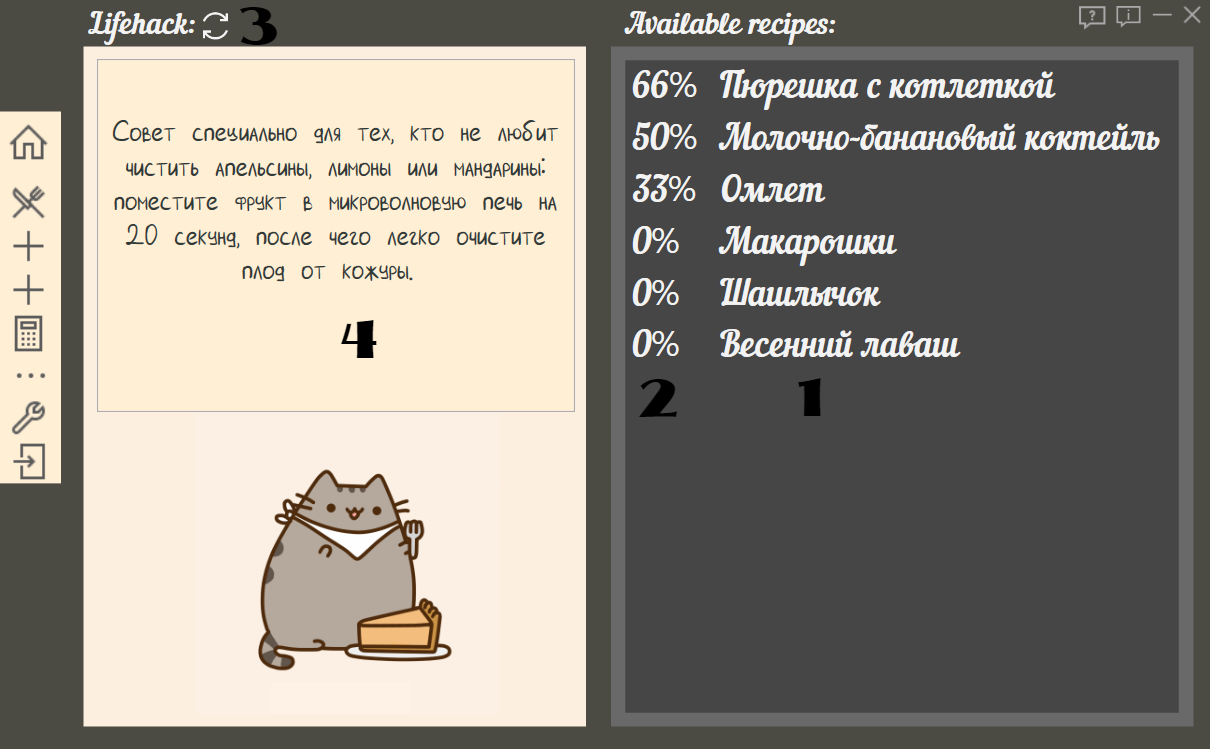 Lifehack: 3
Совет специально для тех, кто не любит
чистить апельсины, лимоны или мандарины:
поместите фрукт в микроволновую печь на
20 секунд, после чего легко очистите
плод от кожуры.
4
Available recipes:
66% Пюрешка с котлеткой
50% Молочно-банановый коктейль
33% Омлет
0% Макарошки
0% Шашлычок
0% Весенний лаваш
2 1